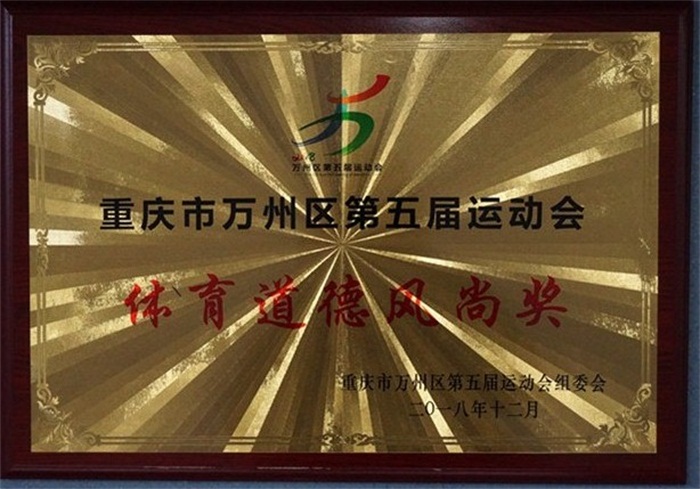 2018
万州区第五届运动会
重庆市万州区第五届运动会
体育道德风尚奖
重庆市万州区第五届运动会组委会
二〇一八年十二月